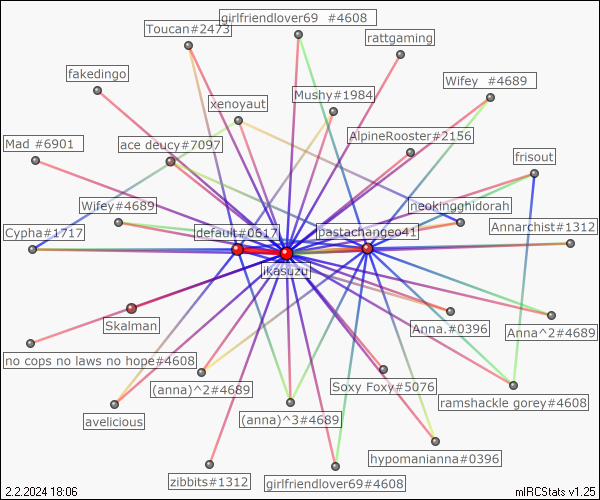 girlfriendlover69 #4608
Toucan#2473
rattgaming
fakedingo
Wifey #4689
Mushy#1984
xenoyaut
AlpineRooster#2156
Mad #6901
ace deucy#7097
frisout
Wifey#4689
neokingghidorah
Annarchist#1312
Cypha#1717
default#0617
pastachangeo41
ikasuzu
Skalman
Anna.#0396
Anna^2#4689
no cops no laws no hope#4608
(anna)^2#4689
Soxy Foxy#5076
ramshackle gorey#4608
avelicious
(anna)^3#4689
hypomanianna#0396
zibbits#1312
girlfriendlover69#4608
2.2.2024 18:06
mIRCStats v1.25